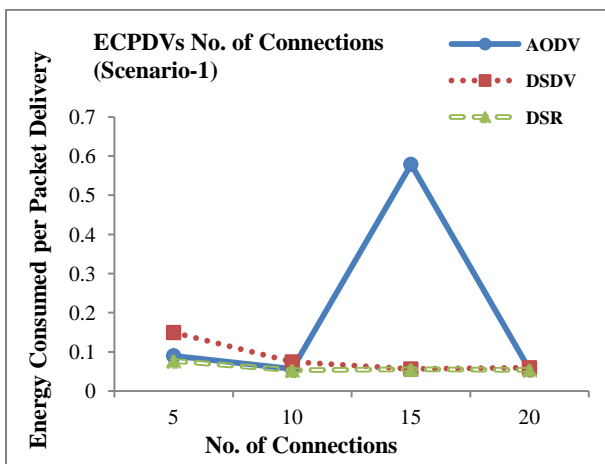 ECPDVs No. of Connections
(Scenario-1)
AODV
DSDV
DSR
Energy Consumed per Packet Delivery
0.7
0.6
0.5
0.4
0.3
0.2
0.1
0
5 10 15 20
No. of Connections